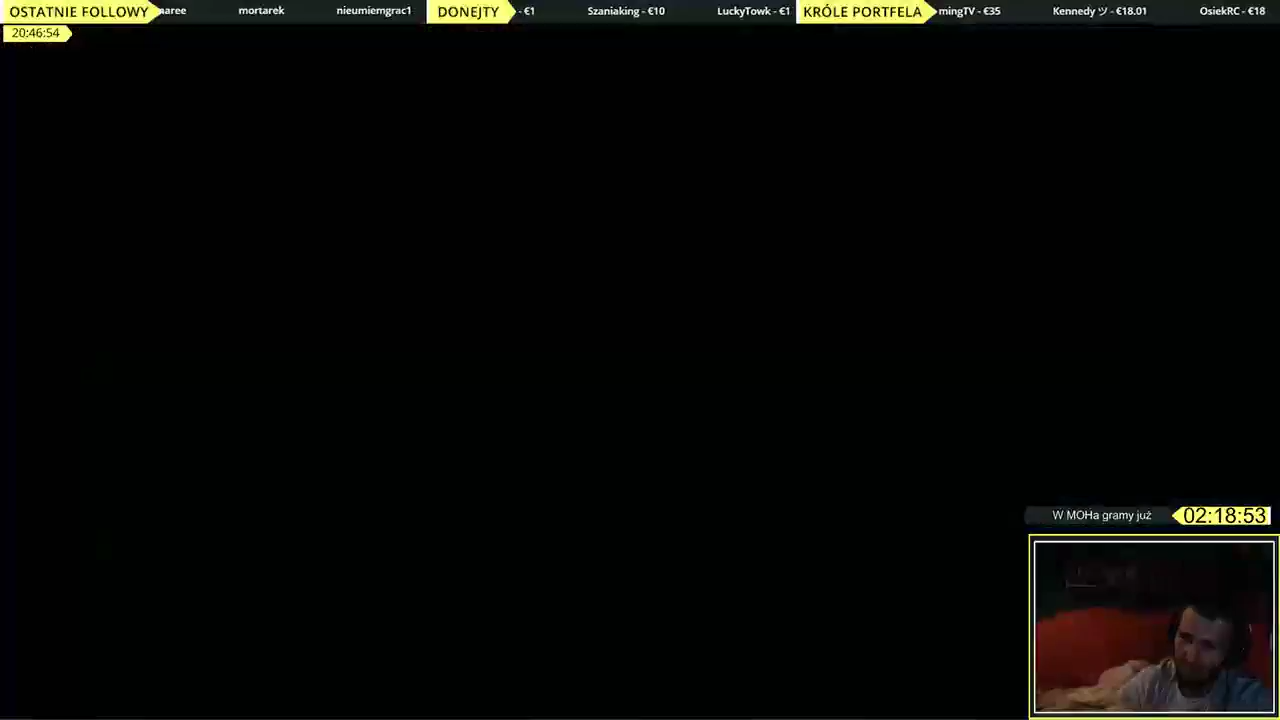 OSTATNIE FOLLOWY naree mortarek nieumiemgrac1 DONEJTY - €1 Szaniaking - €10 LuckyTowk - €1 KRÓLE PORTFELA mingTV - €35 Kennedy ツ - €18.01 OsiekRC - €18
20:46:54
W MOHa gramy już 02:18:53